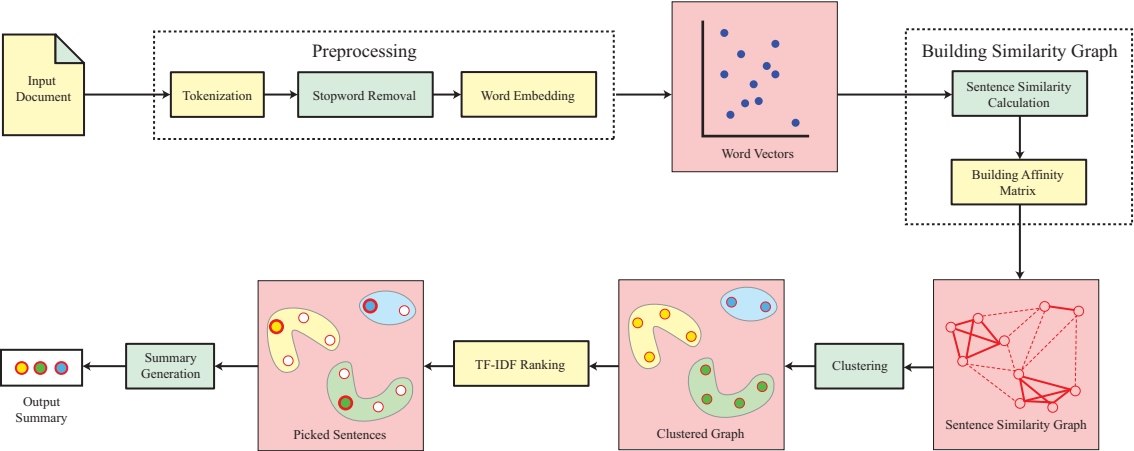 Preprocessing
Input
Document
Tokenization
Stopword Removal
Word Embedding
Word Vectors
Building Similarity Graph
Sentence Similarity
Calculation
Building Affinity
Matrix
Sentence Similarity Graph
Clustering
Clustered Graph
TF-IDF Ranking
Picked Sentences
Summary
Generation
Output
Summary